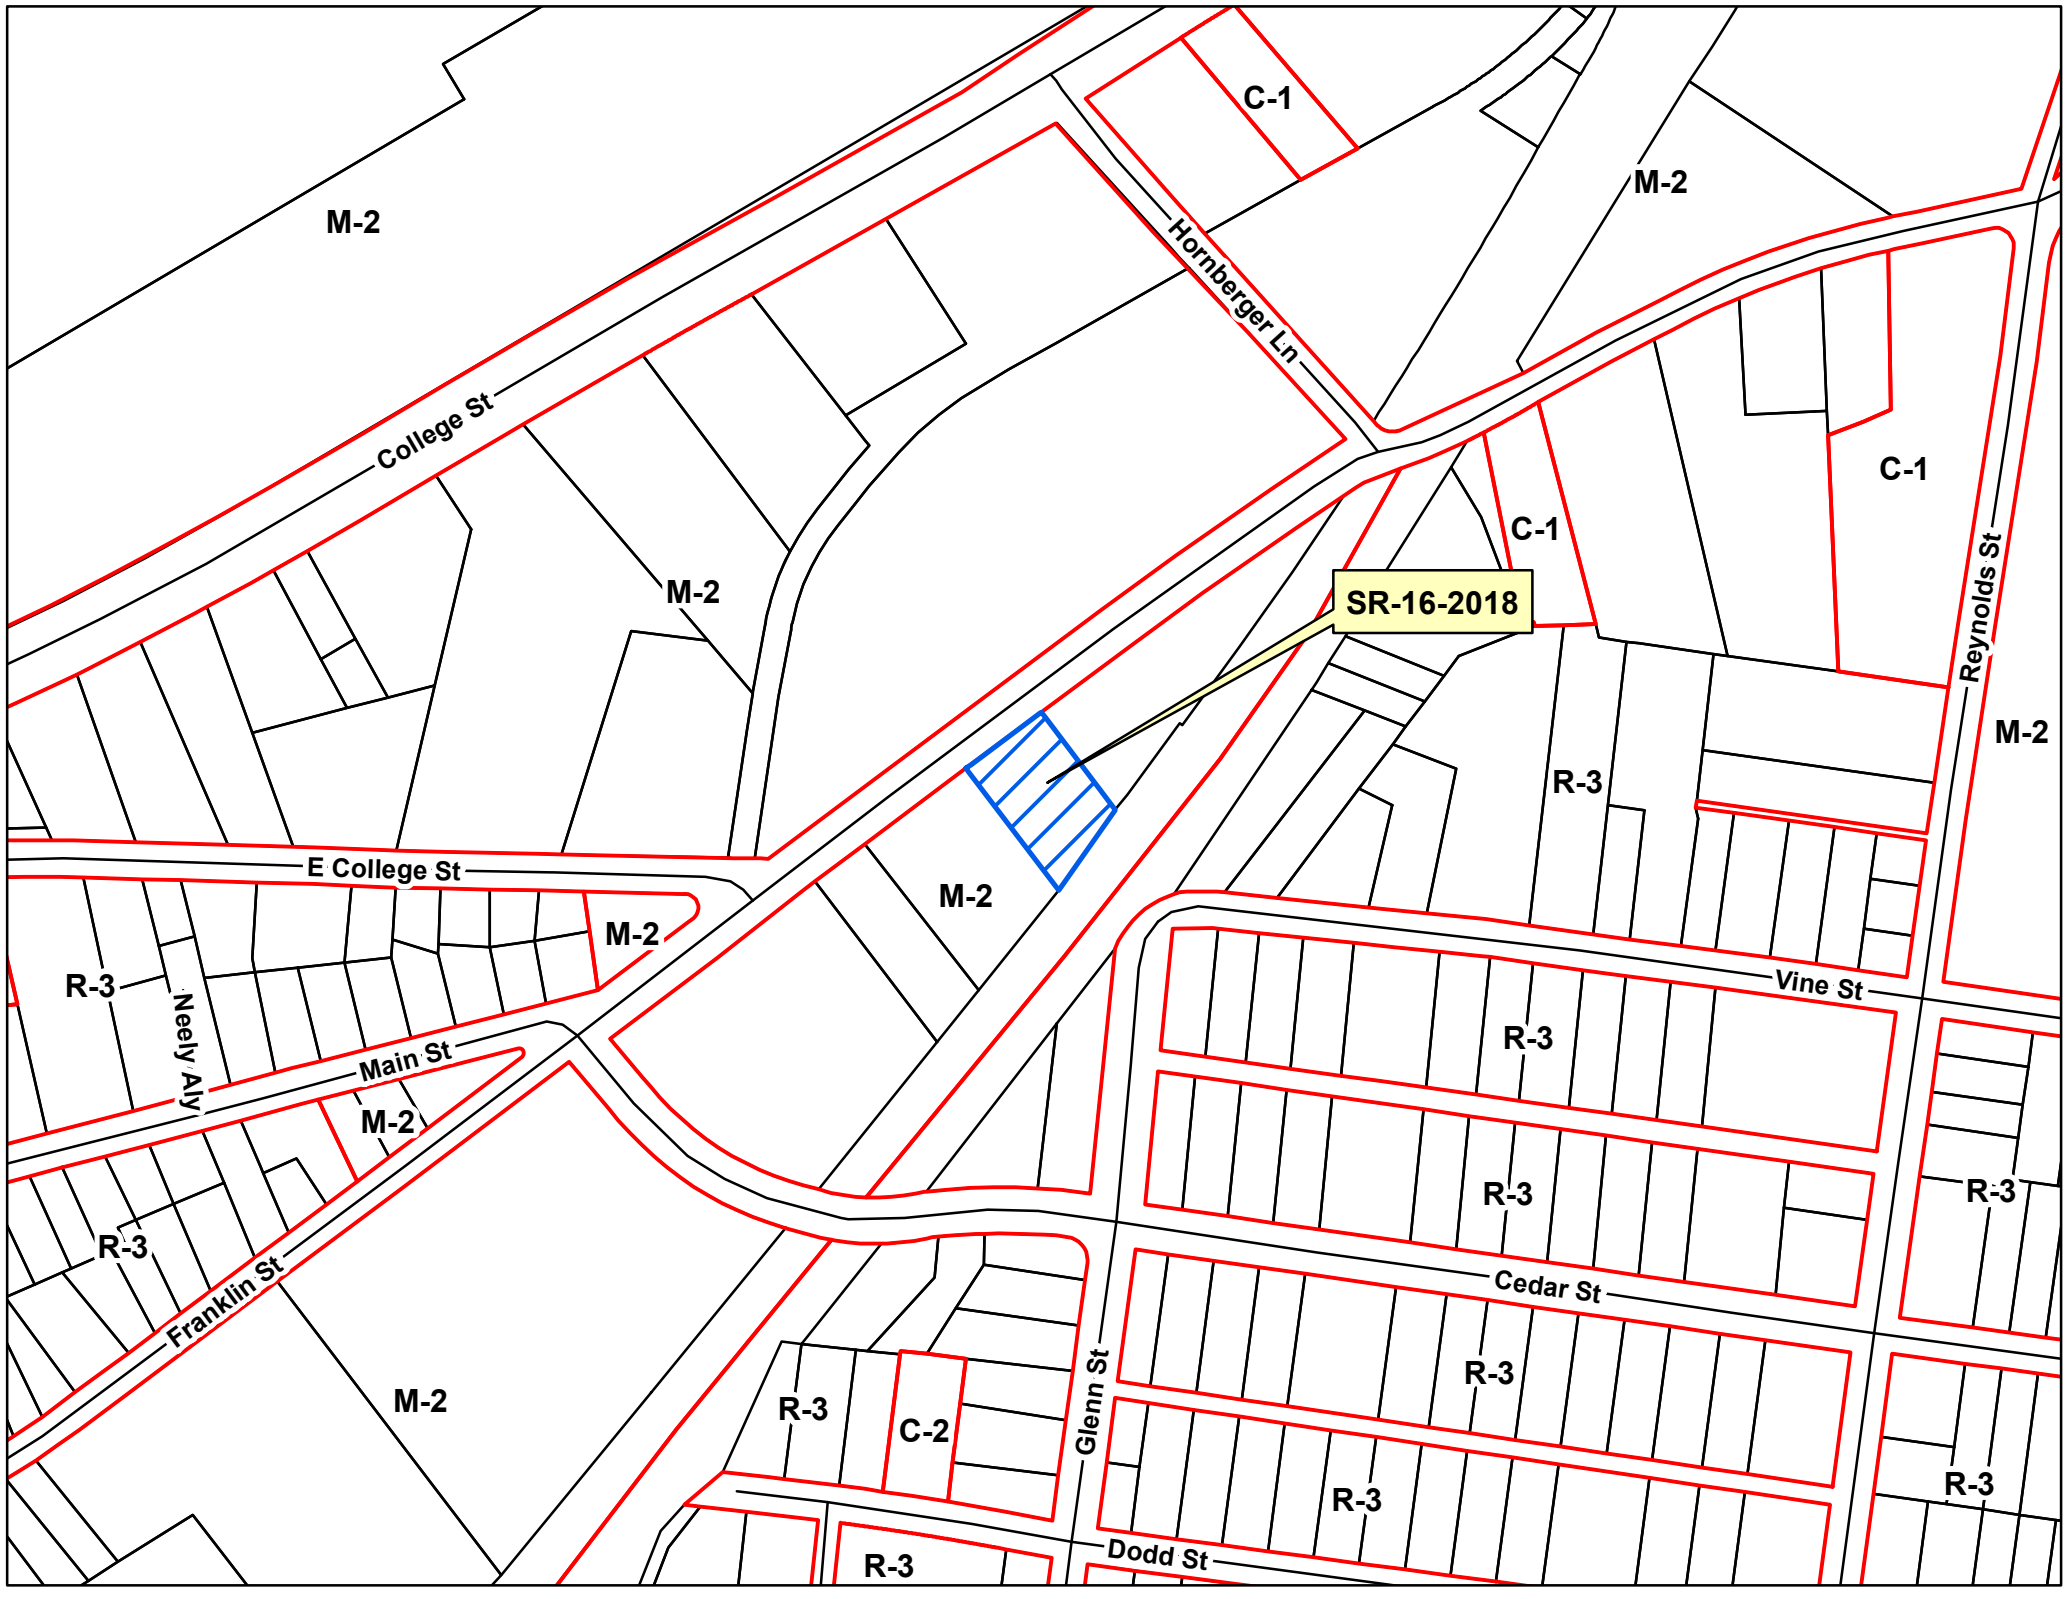 C-1
M-2
M-2
Hornberger Ln
College St
C-1
C-1
M-2
SR-16-2018
Reynolds St
M-2
R-3
E College St
M-2
M-2
R-3
Neely Aly
Vine St
R-3
Main St
M-2
R-3
R-3
R-3
Franklin St
Cedar St
R-3
M-2
R-3
C-2
Glenn St
R-3
R-3
Dodd St
R-3